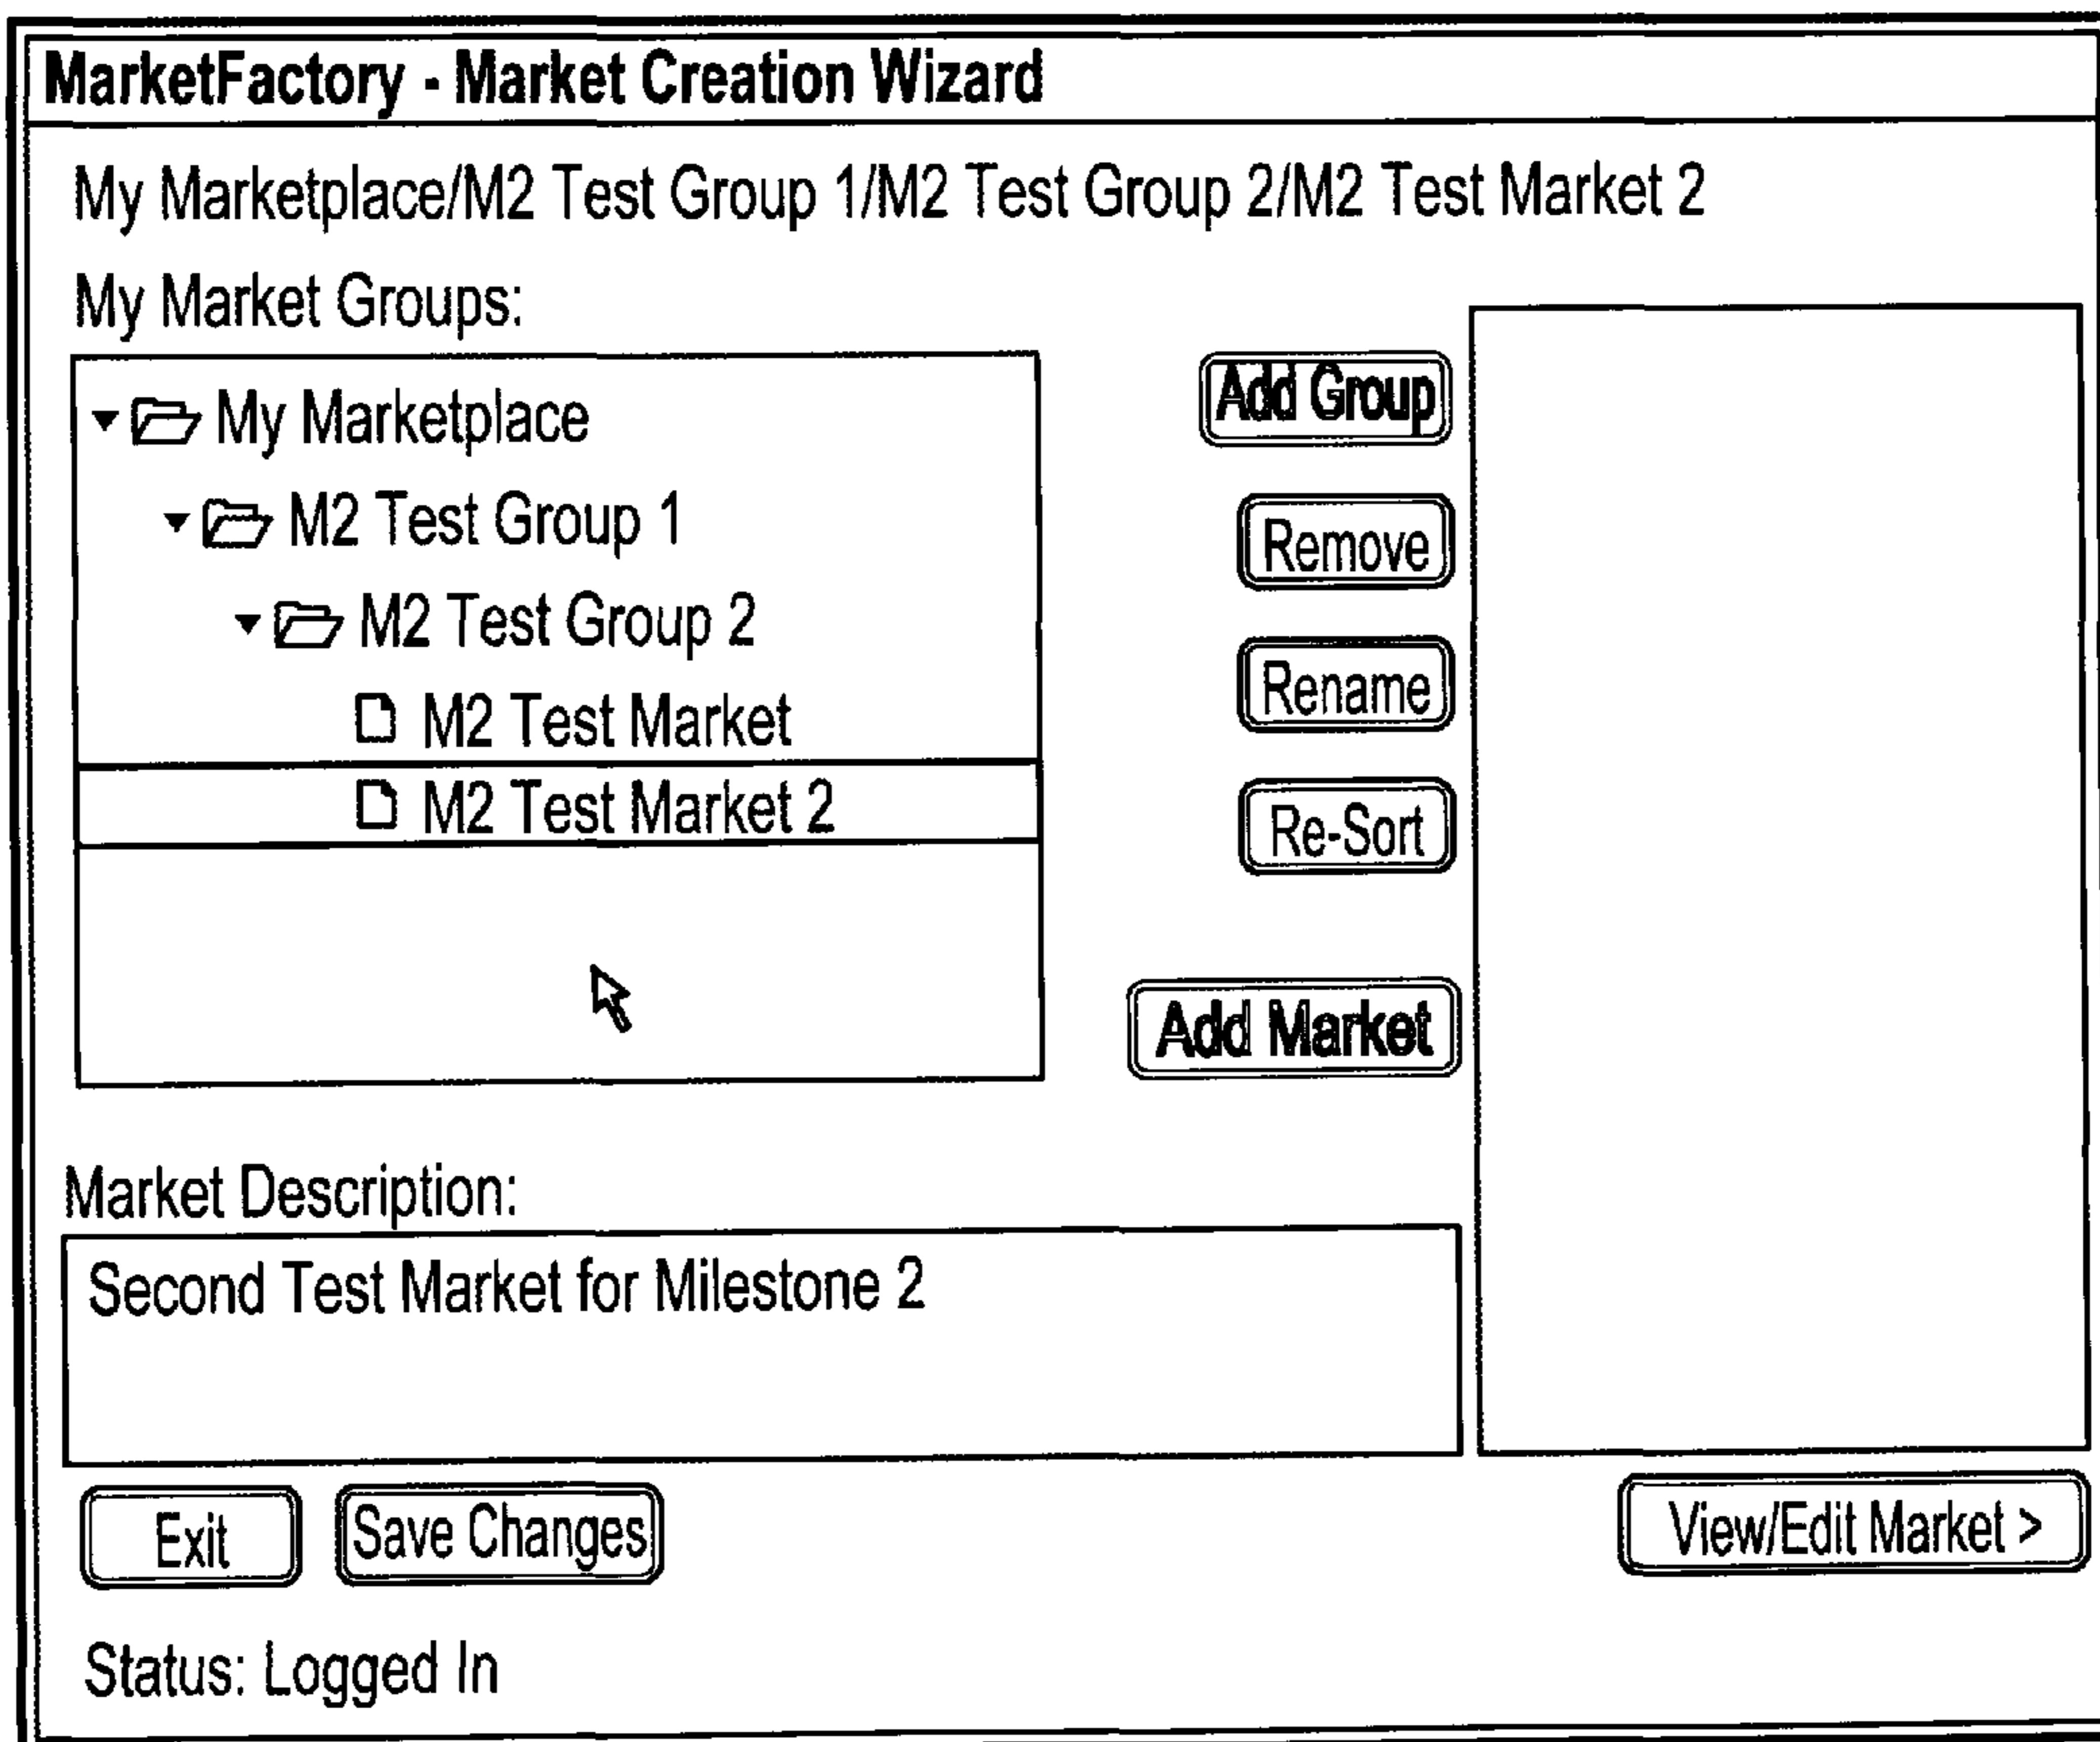 MarketFactory - Market Creation Wizard
My Marketplace/M2 Test Group 1/M2 Test Group 2/M2 Test Market 2
My Market Groups:
My Marketplace
M2 Test Group 1
M2 Test Group 2
M2 Test Market
M2 Test Market 2
Add Group
Remove
Rename
Re-Sort
Add Market
Market Description:
Second Test Market for Milestone 2
Exit
Save Changes
View/Edit Market >
Status: Logged In